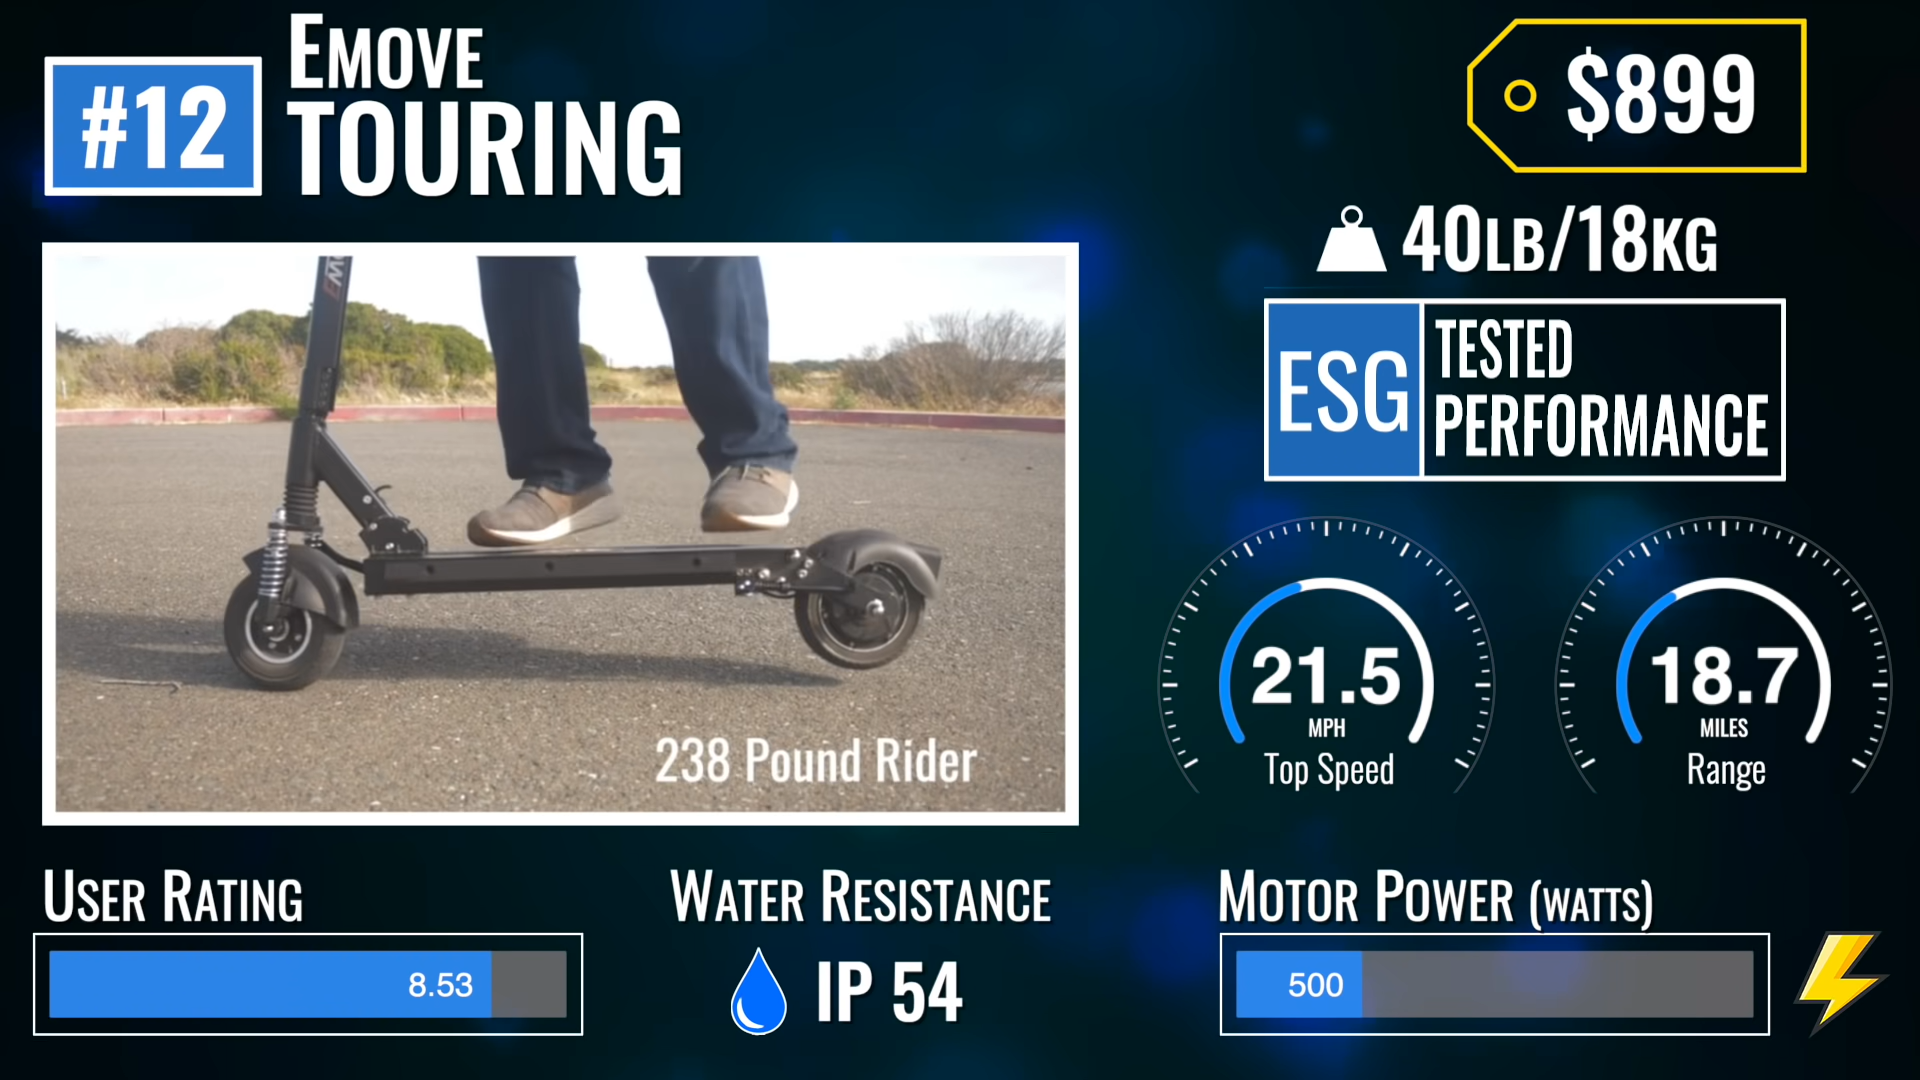 #12
EMOVE
TOURING
$899
40LB/18KG
ESG
TESTED
PERFORMANCE
238 Pound Rider
21.5
MPH
Top Speed
18.7
MILES
Range
USER RATING
8.53
WATER RESISTANCE
IP 54
MOTOR POWER (WATTS)
500